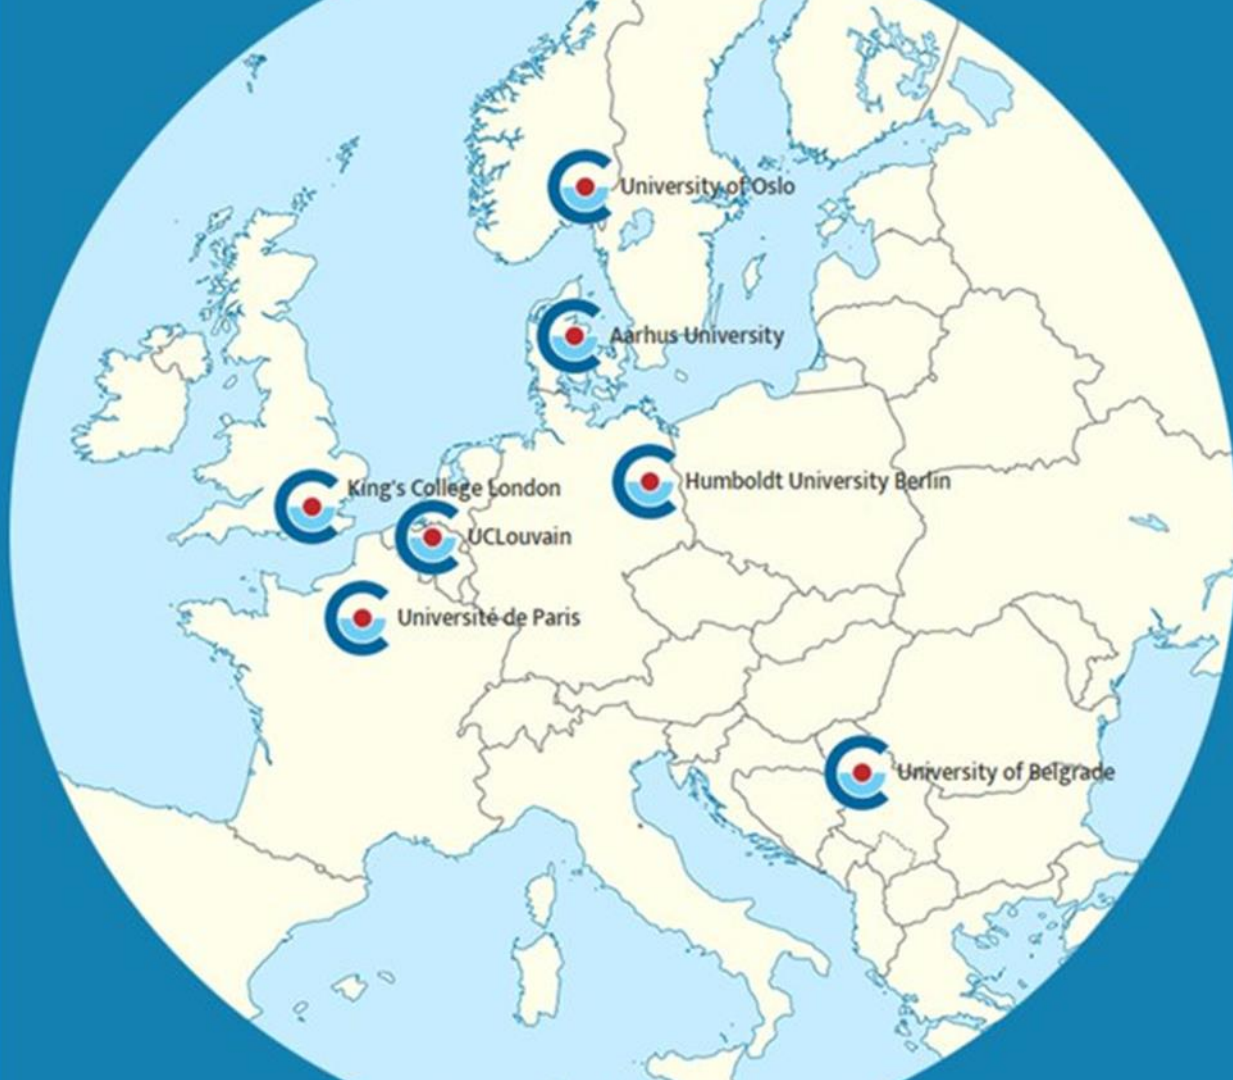 University of Oslo
Aarhus University
Humboldt University Berlin
King's College London
UCLouvain
Université de Paris
University of Belgrade